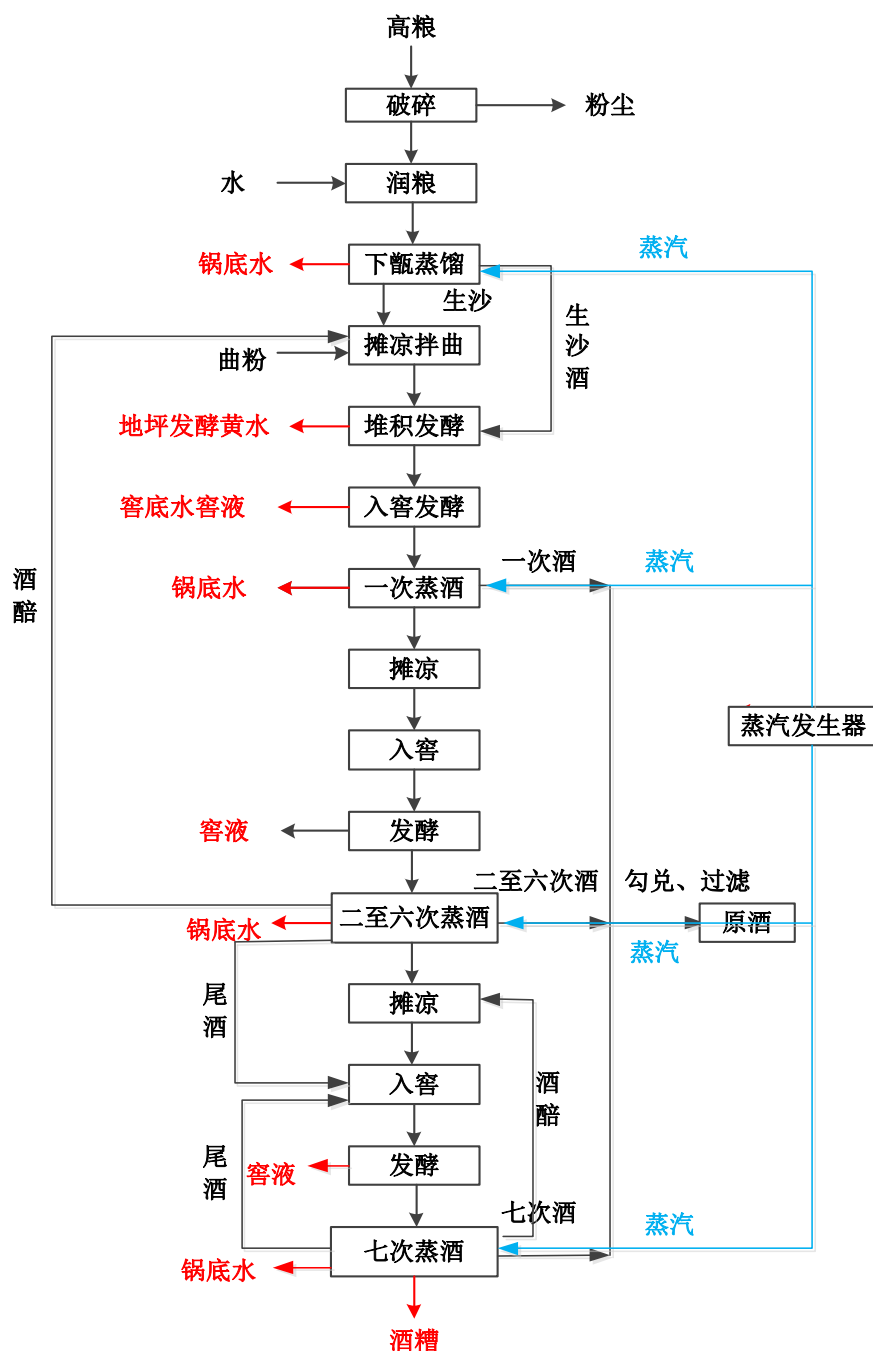 高粮
破碎
粉尘
水
润粮
蒸汽
锅底水
下甑蒸馏
生沙
生沙酒
曲粉
摊凉拌曲
地坪发酵黄水
堆积发酵
窖底水窖液
入窖发酵
一次酒
蒸汽
酒醅
锅底水
一次蒸酒
摊凉
蒸汽发生器
入窖
窖液
发酵
二至六次酒
勾兑、过滤
锅底水
二至六次蒸酒
原酒
蒸汽
尾酒
摊凉
入窖
酒醅
尾酒
窖液
发酵
七次酒
蒸汽
锅底水
七次蒸酒
酒糟